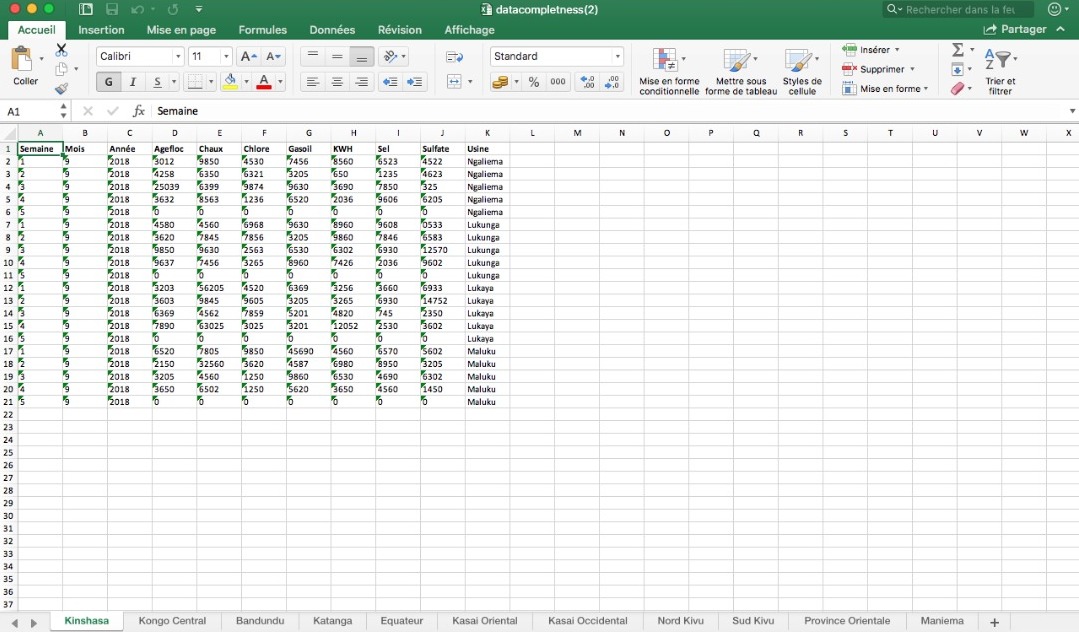 datacompletness(2)
Rechercher dans la feu
Accueil Insertion Mise en page Formules Données Révision Affichage Partager
Coller Calibri 11 A A G I S A Standard % 000 Mise en forme conditionnelle Mettre sous forme de tableau Styles de cellule Insérer Supprimer Mise en forme Trier et filtrer
A1 fx Semaine
A B C D E F G H I J K L M N O P Q R S T U V W X
1 Semaine Mois Année Agefloc Chaux Chlore Gasoil KWH Sel Sulfate Usine
2 1 9 2018 3012 9850 4530 7456 8560 6523 4522 Ngaliema
3 2 9 2018 4258 6350 6321 3205 650 1235 4623 Ngaliema
4 3 9 2018 25039 6399 9874 9630 3690 7850 325 Ngaliema
5 4 9 2018 3632 8563 1236 6520 2036 9606 6205 Ngaliema
6 5 9 2018 0 0 0 0 0 0 0 Ngaliema
7 1 9 2018 4580 4560 6968 9630 8960 9608 0533 Lukunga
8 2 9 2018 3620 7845 7856 3205 9860 7846 6583 Lukunga
9 3 9 2018 9850 9630 2563 6530 6302 6930 12570 Lukunga
10 4 9 2018 9637 7456 3265 8960 7426 2036 9602 Lukunga
11 5 9 2018 0 0 0 0 0 0 0 Lukunga
12 1 9 2018 3203 56205 4520 6369 3256 3660 6933 Lukaya
13 2 9 2018 3603 9845 9605 3205 3265 6930 14752 Lukaya
14 3 9 2018 6369 4562 7859 5201 4820 745 2350 Lukaya
15 4 9 2018 7890 63025 3025 3201 12052 2530 3602 Lukaya
16 5 9 2018 0 0 0 0 0 0 0 Lukaya
17 1 9 2018 6520 7805 9850 45690 4560 6570 5602 Maluku
18 2 9 2018 2150 32560 3620 4587 6980 8950 3205 Maluku
19 3 9 2018 3205 4560 1250 9860 6530 4690 6302 Maluku
20 4 9 2018 3650 6502 1250 5620 3650 4560 1450 Maluku
21 5 9 2018 0 0 0 0 0 0 0 Maluku
22
23
24
25
26
27
28
29
30
31
32
33
34
35
36
37
Kinshasa Kongo Central Bandundu Katanga Equateur Kasai Oriental Kasai Occidental Nord Kivu Sud Kivu Province Orientale Maniema +